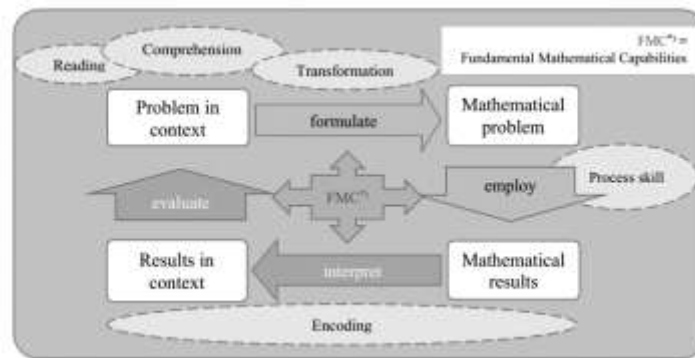 Comprehension
Reading
Transformation
FMC*) =
Fundamental Mathematical Capabilities
Problem in
context
formulate
Mathematical
problem
evaluate
FMC*)
employ
Process skill
Results in
context
interpret
Mathematical
results
Encoding